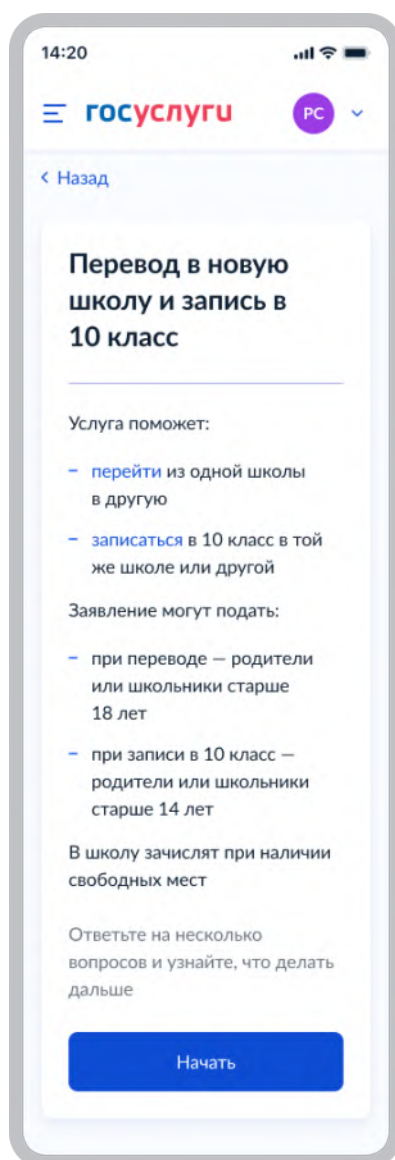 14:20
госуслуги
РС
Назад
Перевод в новую
школу и запись в
10 класс
Услуга поможет:
– перейти из одной школы
в другую
– записаться в 10 класс в той
же школе или другой
Заявление могут подать:
– при переводе — родители
или школьники старше
18 лет
– при записи в 10 класс —
родители или школьники
старше 14 лет
В школу зачислят при наличии
свободных мест
Ответьте на несколько
вопросов и узнайте, что делать
дальше
Начать